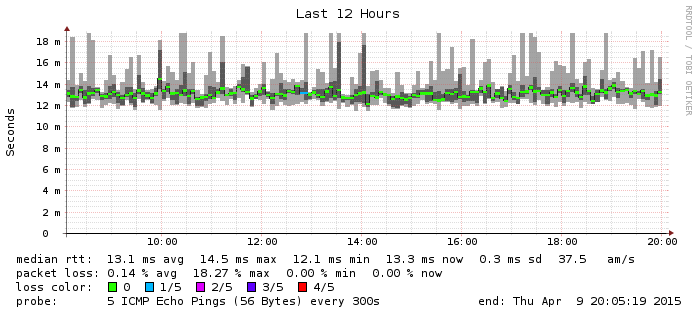 Last 12 Hours
RRDTOOL / TOBI OETIKER
Seconds
18 m
16 m
14 m
12 m
10 m
8 m
6 m
4 m
2 m
0
10:00 12:00 14:00 16:00 18:00 20:00
median rtt: 13.1 ms avg 14.5 ms max 12.1 ms min 13.3 ms now 0.3 ms sd 37.5 am/s
packet loss: 0.14 % avg 18.27 % max 0.00 % min 0.00 % now
loss color: 0 1/5 2/5 3/5 4/5
probe: 5 ICMP Echo Pings (56 Bytes) every 300s end: Thu Apr 9 20:05:19 2015